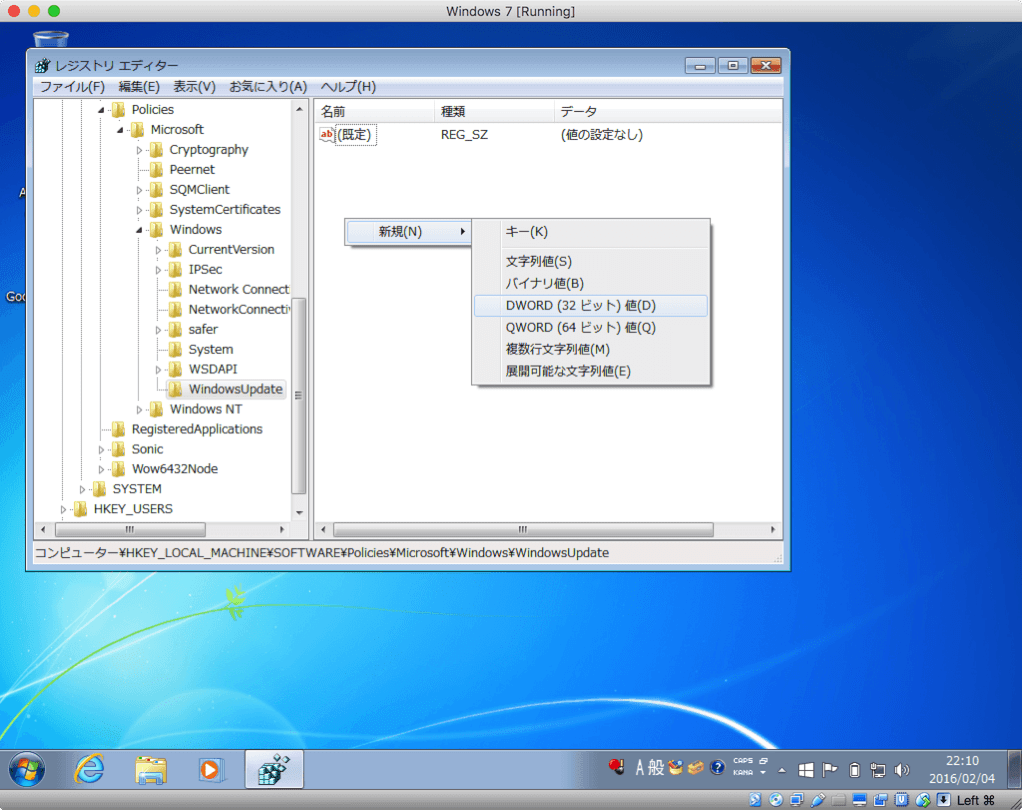 Windows 7 [Running]
レジストリ エディター
ファイル(F) 編集(E) 表示(V) お気に入り(A) ヘルプ(H)
Policies
Microsoft
Cryptography
Peernet
SQMClient
SystemCertificates
Windows
CurrentVersion
IPSec
Network Connect
NetworkConnectiv
safer
System
WSDAPI
WindowsUpdate
Windows NT
RegisteredApplications
Sonic
Wow6432Node
SYSTEM
HKEY_USERS
名前 種類 データ
ab (既定) REG_SZ (値の設定なし)
新規(N)
キー(K)
文字列値(S)
バイナリ値(B)
DWORD (32 ビット) 値(D)
QWORD (64 ビット) 値(Q)
複数行文字列値(M)
展開可能な文字列値(E)
コンピューター¥HKEY_LOCAL_MACHINE¥SOFTWARE¥Policies¥Microsoft¥Windows¥WindowsUpdate
A
Goo
A 般
CAPS
KANA
22:10
2016/02/04
Left ⌘